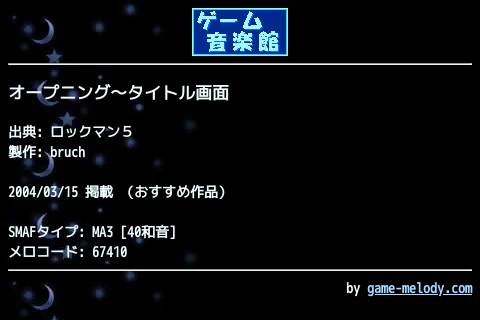 ゲーム
音楽館
オープニング～タイトル画面
出典: ロックマン５
製作: bruch
2004/03/15 掲載 (おすすめ作品)
SMAFタイプ: MA3 [40和音]
メロコード: 67410
by game-melody.com